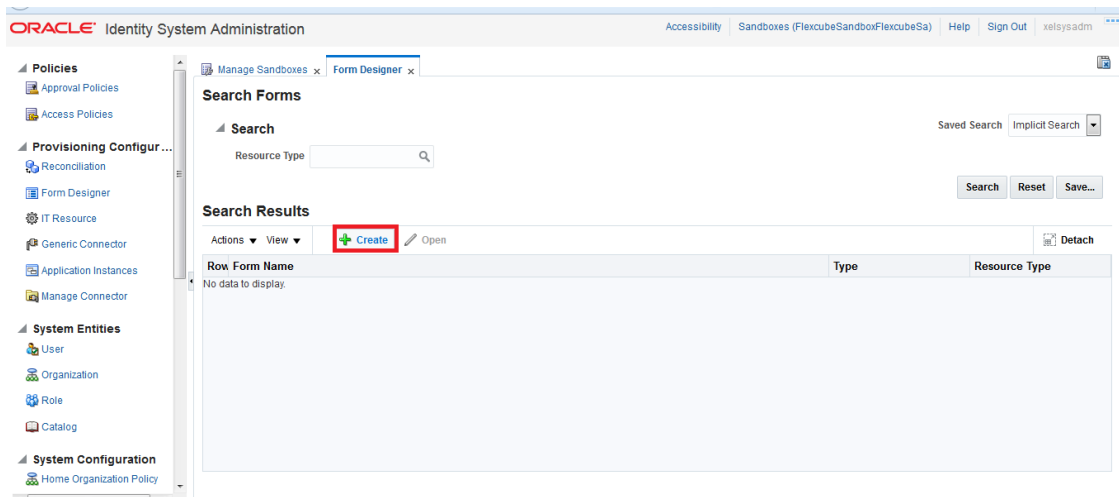 ORACLE® Identity System Administration
Accessibility Sandboxes (FlexcubeSandboxFlexcubeSa) Help Sign Out xelsysadm
Policies
Approval Policies
Access Policies
Provisioning Configur ...
Reconciliation
Form Designer
IT Resource
Generic Connector
Application Instances
Manage Connector
System Entities
User
Organization
Role
Catalog
System Configuration
Home Organization Policy
Manage Sandboxes x Form Designer x
Search Forms
Search
Saved Search Implicit Search
Resource Type
Search Reset Save...
Search Results
Actions View Create Open Detach
Row Form Name Type Resource Type
No data to display.